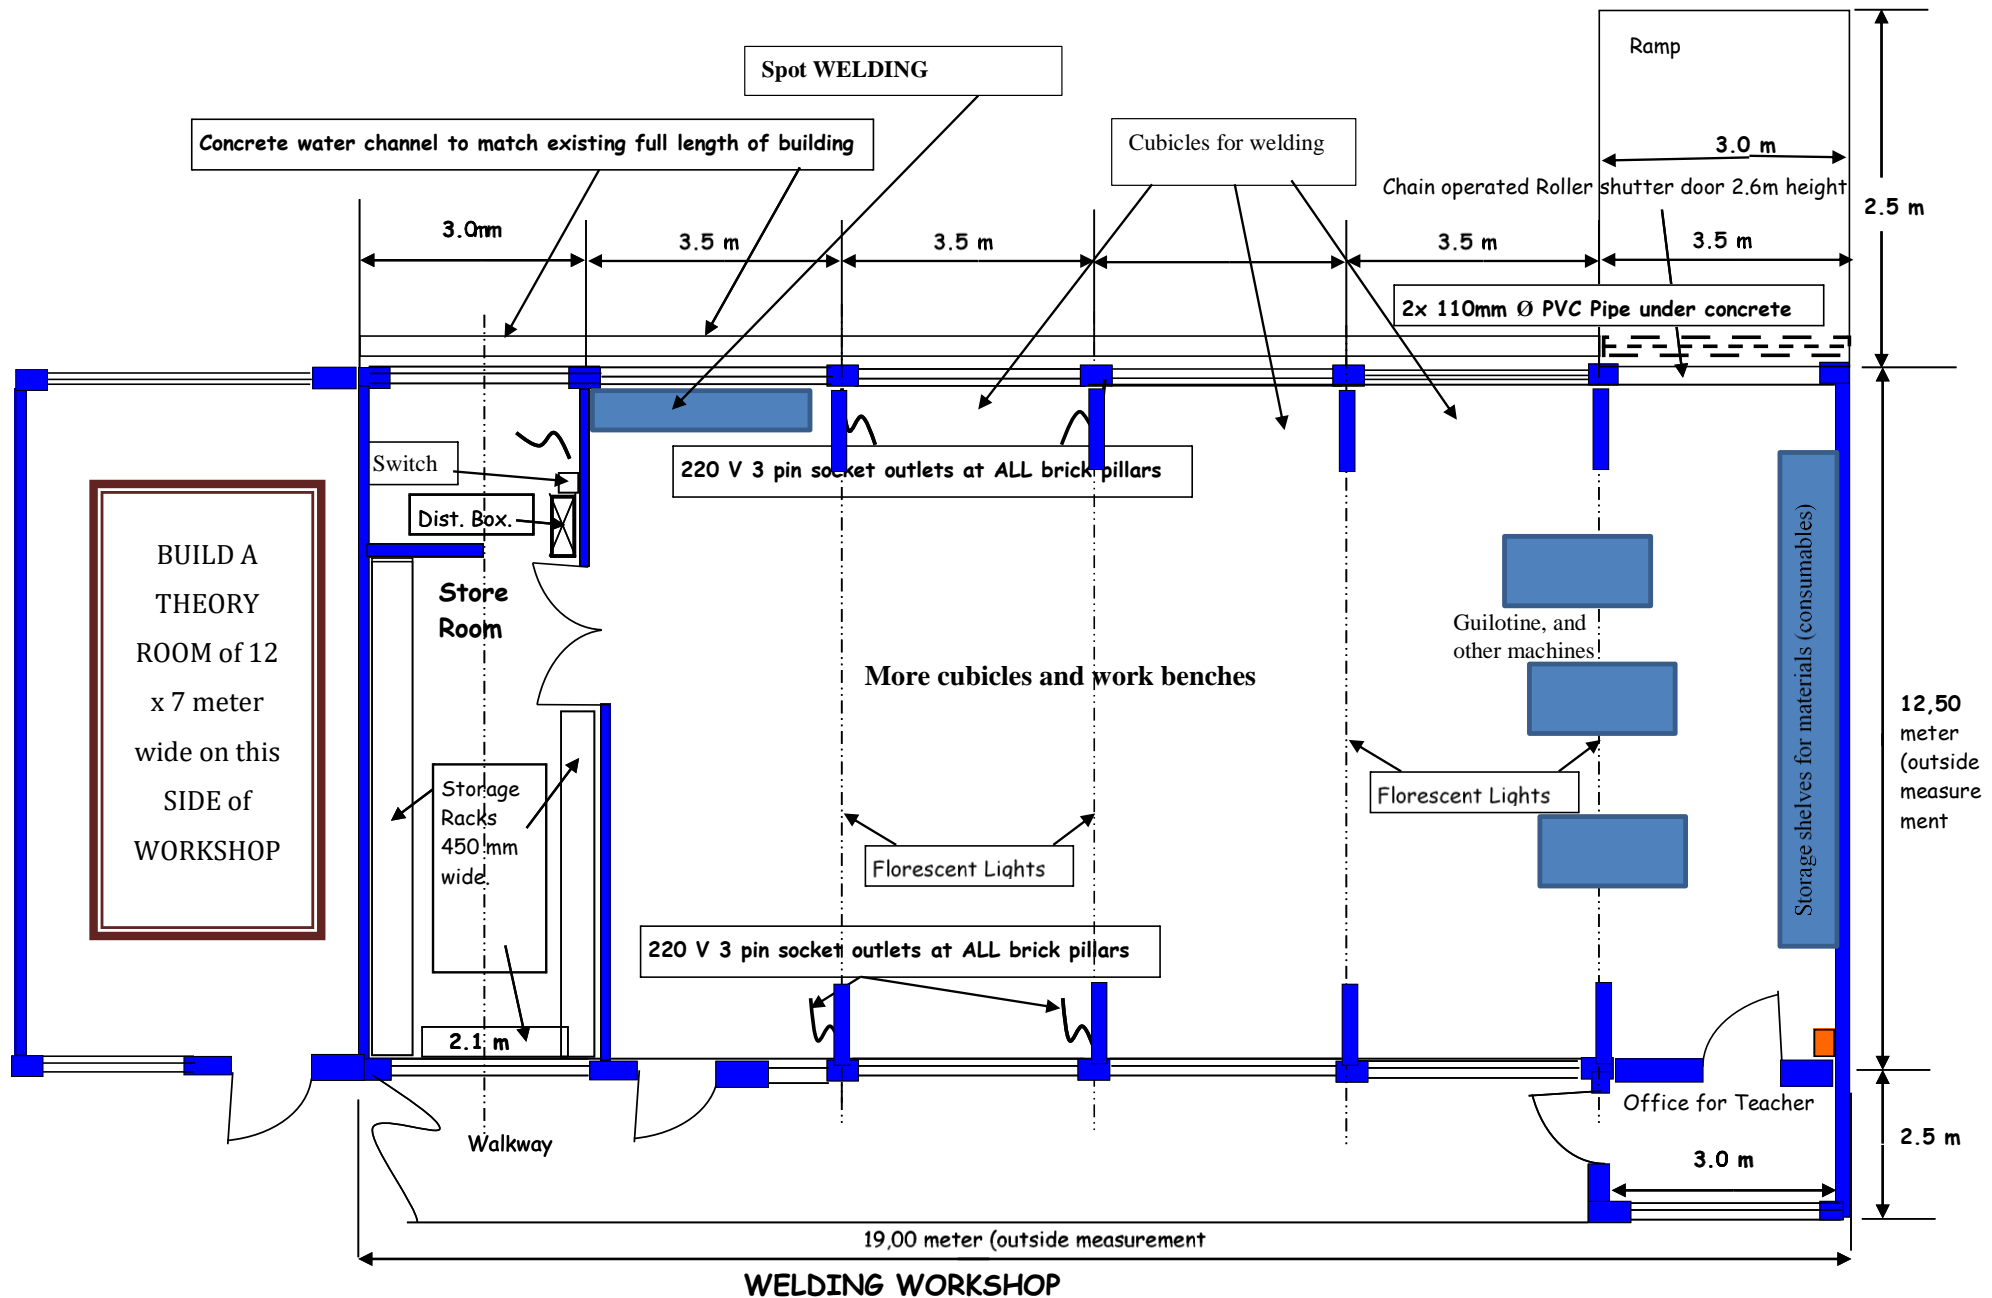 Ramp
Spot WELDING
Concrete water channel to match existing full length of building
Cubicles for welding
3.0 m
Chain operated Roller shutter door 2.6m height
2.5 m
3.0mm
3.5 m
3.5 m
3.5 m
3.5 m
2x 110mm Ø PVC Pipe under concrete
Switch
220 V 3 pin socket outlets at ALL brick pillars
Dist. Box.
BUILD A
THEORY
ROOM of 12
x 7 meter
wide on this
SIDE of
WORKSHOP
Store
Room
Guilotine, and
other machines
More cubicles and work benches
Storage shelves for materials (consumables)
12,50
meter
(outside
measure
ment
Storage
Racks
450 mm
wide.
Florescent Lights
Florescent Lights
220 V 3 pin socket outlets at ALL brick pillars
2.1 m
Office for Teacher
Walkway
3.0 m
2.5 m
19,00 meter (outside measurement
WELDING WORKSHOP